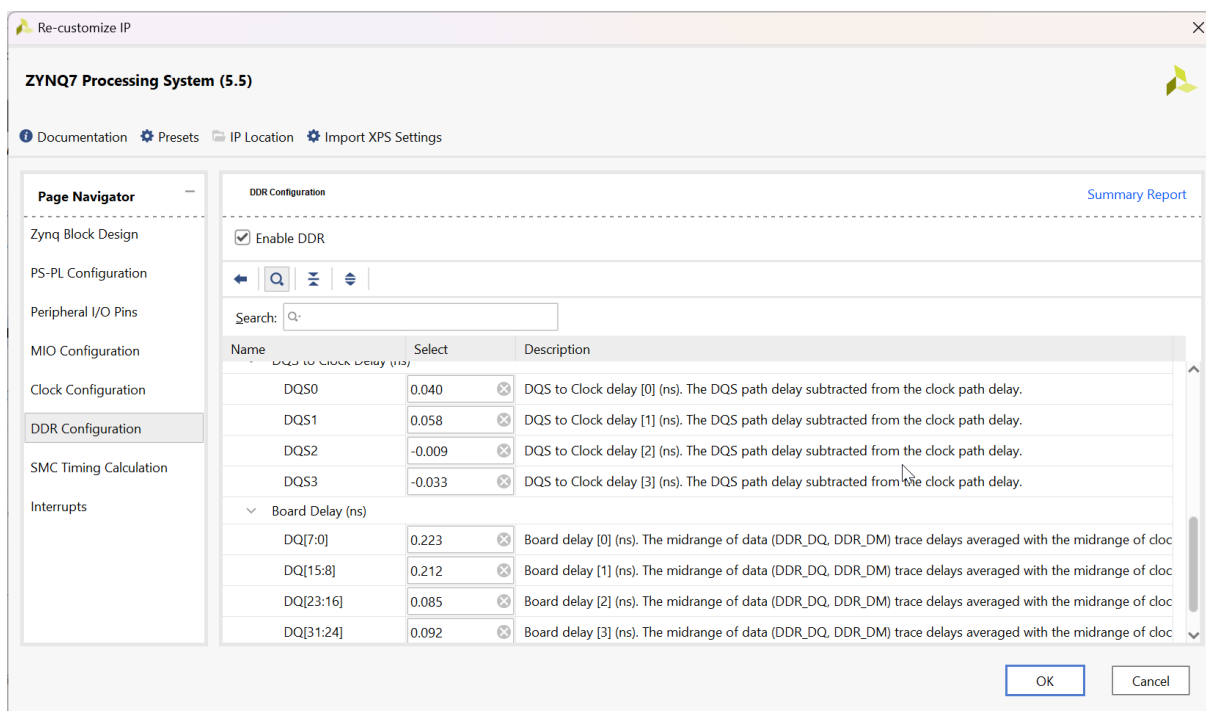 Re-customize IP
ZYNQ7 Processing System (5.5)
Documentation Presets IP Location Import XPS Settings
Page Navigator
Zynq Block Design
PS-PL Configuration
Peripheral I/O Pins
MIO Configuration
Clock Configuration
DDR Configuration
SMC Timing Calculation
Interrupts
DDR Configuration Summary Report
Enable DDR
Search:
Name Select Description
DQS to Clock Delay (ns)
DQS0 0.040 DQS to Clock delay [0] (ns). The DQS path delay subtracted from the clock path delay.
DQS1 0.058 DQS to Clock delay [1] (ns). The DQS path delay subtracted from the clock path delay.
DQS2 -0.009 DQS to Clock delay [2] (ns). The DQS path delay subtracted from the clock path delay.
DQS3 -0.033 DQS to Clock delay [3] (ns). The DQS path delay subtracted from the clock path delay.
Board Delay (ns)
DQ[7:0] 0.223 Board delay [0] (ns). The midrange of data (DDR_DQ, DDR_DM) trace delays averaged with the midrange of cloc
DQ[15:8] 0.212 Board delay [1] (ns). The midrange of data (DDR_DQ, DDR_DM) trace delays averaged with the midrange of cloc
DQ[23:16] 0.085 Board delay [2] (ns). The midrange of data (DDR_DQ, DDR_DM) trace delays averaged with the midrange of cloc
DQ[31:24] 0.092 Board delay [3] (ns). The midrange of data (DDR_DQ, DDR_DM) trace delays averaged with the midrange of cloc
OK Cancel